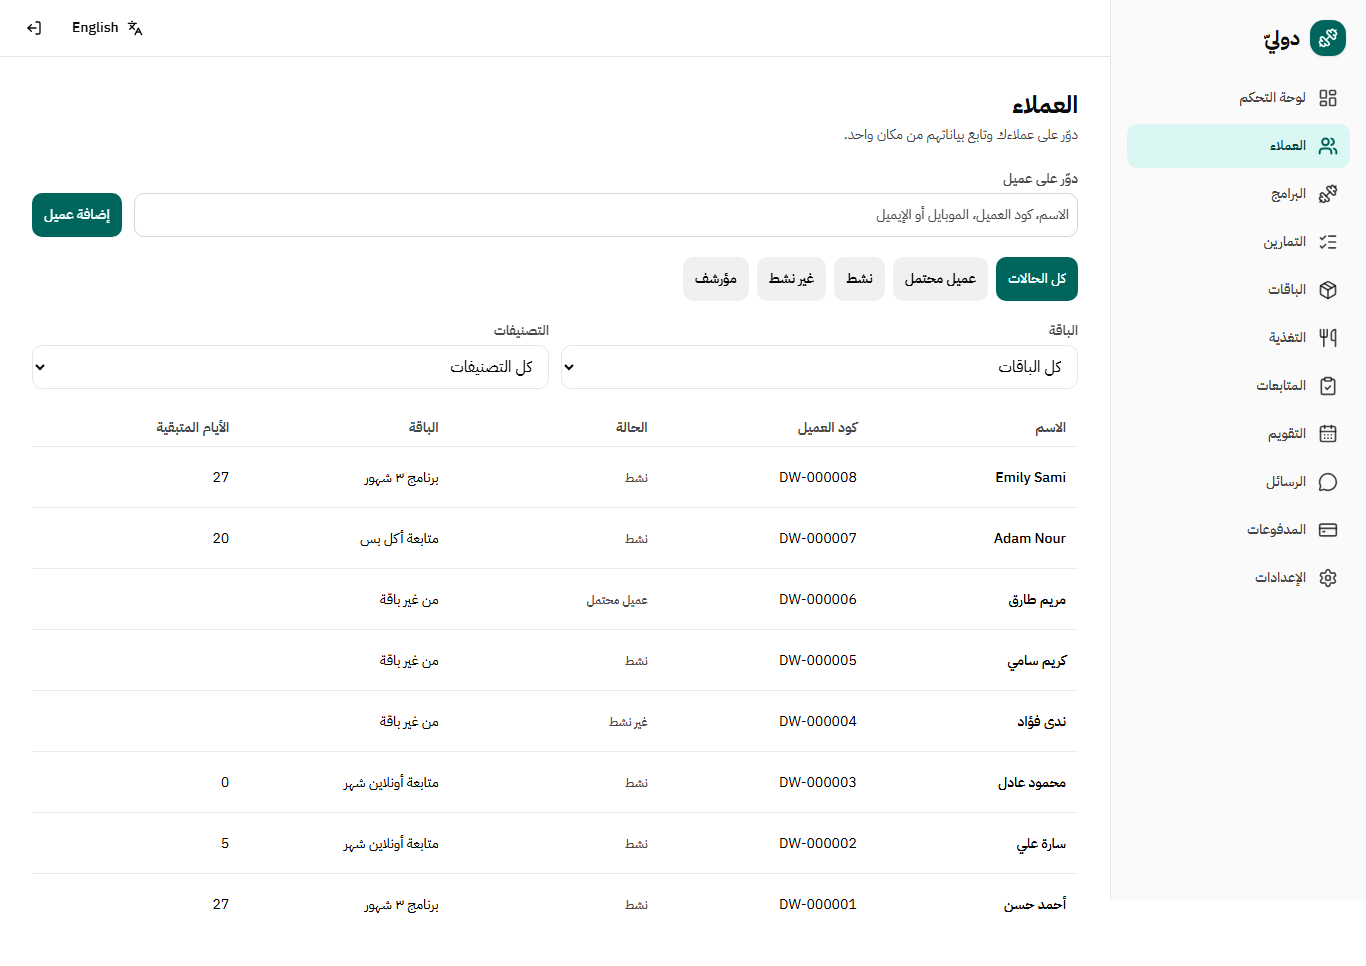 دوليّ
لوحة التحكم
العملاء
البرامج
التمارين
الباقات
التغذية
المتابعات
التقويم
الرسائل
المدفوعات
الإعدادات
English
العملاء
دوّر على عملاءك وتابع بياناتهم من مكان واحد.
دوّر على عميل
الاسم، كود العميل، الموبايل أو الإيميل
إضافة عميل
كل الحالات
عميل محتمل
نشط
غير نشط
مؤرشف
الباقة
التصنيفات
كل الباقات
كل التصنيفات
الاسم كود العميل الحالة الباقة الأيام المتبقية
Emily Sami DW-000008 نشط برنامج ٣ شهور 27
Adam Nour DW-000007 نشط متابعة أكل بس 20
مريم طارق DW-000006 عميل محتمل من غير باقة
كريم سامي DW-000005 نشط من غير باقة
ندى فؤاد DW-000004 غير نشط من غير باقة
محمود عادل DW-000003 نشط متابعة أونلاين شهر 0
سارة علي DW-000002 نشط متابعة أونلاين شهر 5
أحمد حسن DW-000001 نشط برنامج ٣ شهور 27